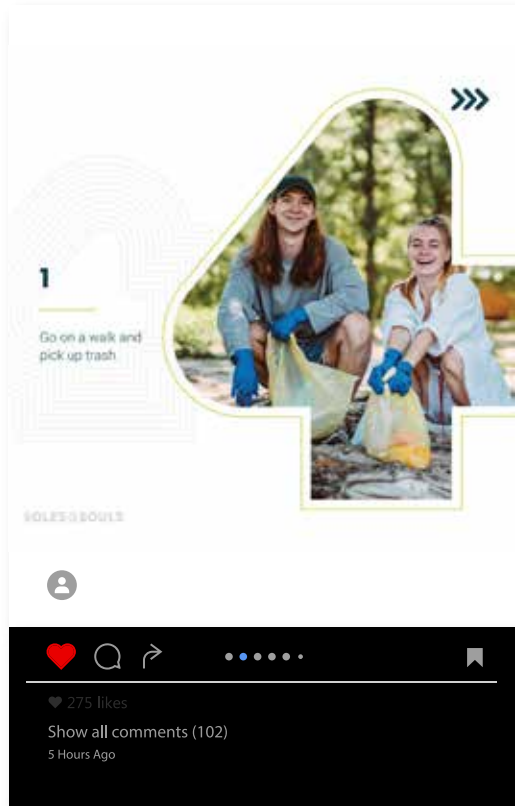 1
Go on a walk and
pick up trash
SOLES4SOULS
275 likes
Show all comments (102)
5 Hours Ago